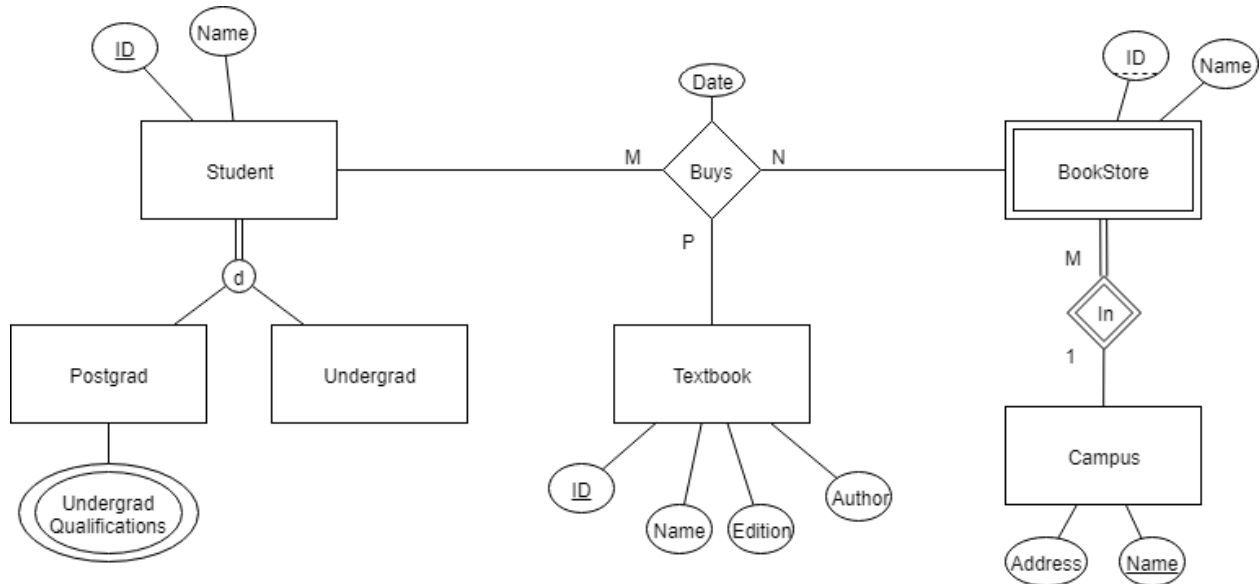 ID
Name
Date
ID
Name
Student
M
Buys
N
BookStore
P
M
d
In
1
Postgrad
Undergrad
Textbook
Campus
Undergrad
Qualifications
ID
Name
Edition
Author
Address
Name